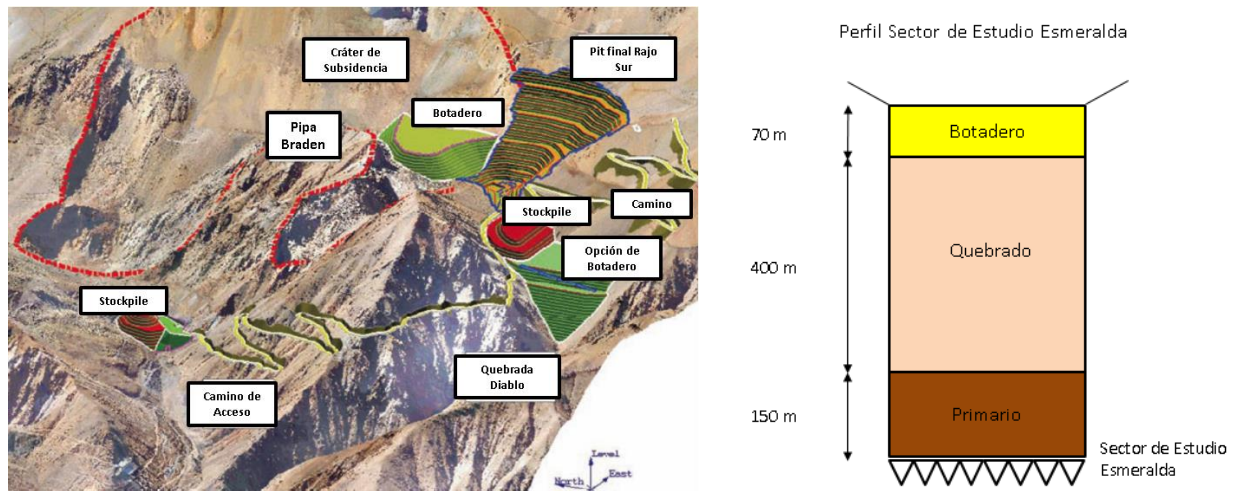 Cráter de
Subsidencia
Pit final Rajo
Sur
Botadero
Pipa
Braden
Stockpile
Camino
Opción de
Botadero
Stockpile
Quebrada
Diablo
Camino de
Acceso
Level
North
East
Perfil Sector de Estudio Esmeralda
70 m
Botadero
400 m
Quebrado
150 m
Primario
Sector de Estudio
Esmeralda